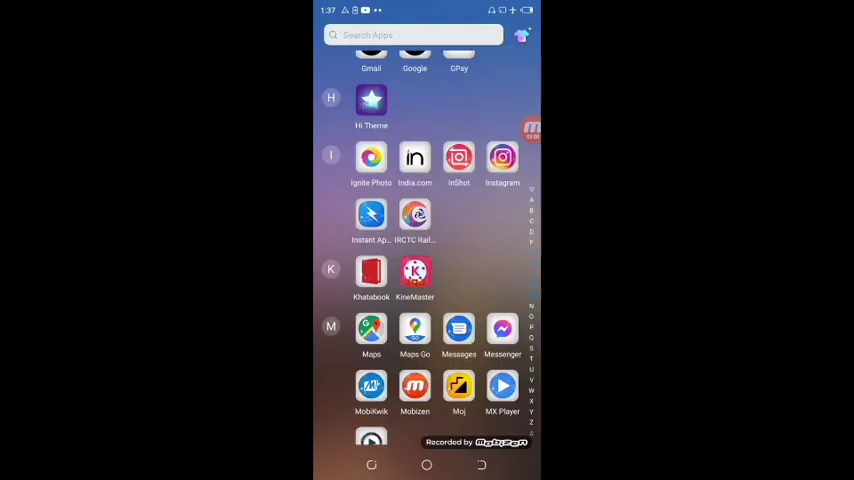 1:37
Search Apps
Gmail Google GPay
H
Hi Theme
I
Ignite Photo India.com InShot Instagram
Instant Ap... IRCTC Rail...
K
Khatabook KineMaster
M
Maps Maps Go Messages Messenger
MobiKwik Mobizen Moj MX Player
Recorded by mobizen
A
B
C
D
F
N
O
P
Q
S
T
U
V
W
X
Y
Z